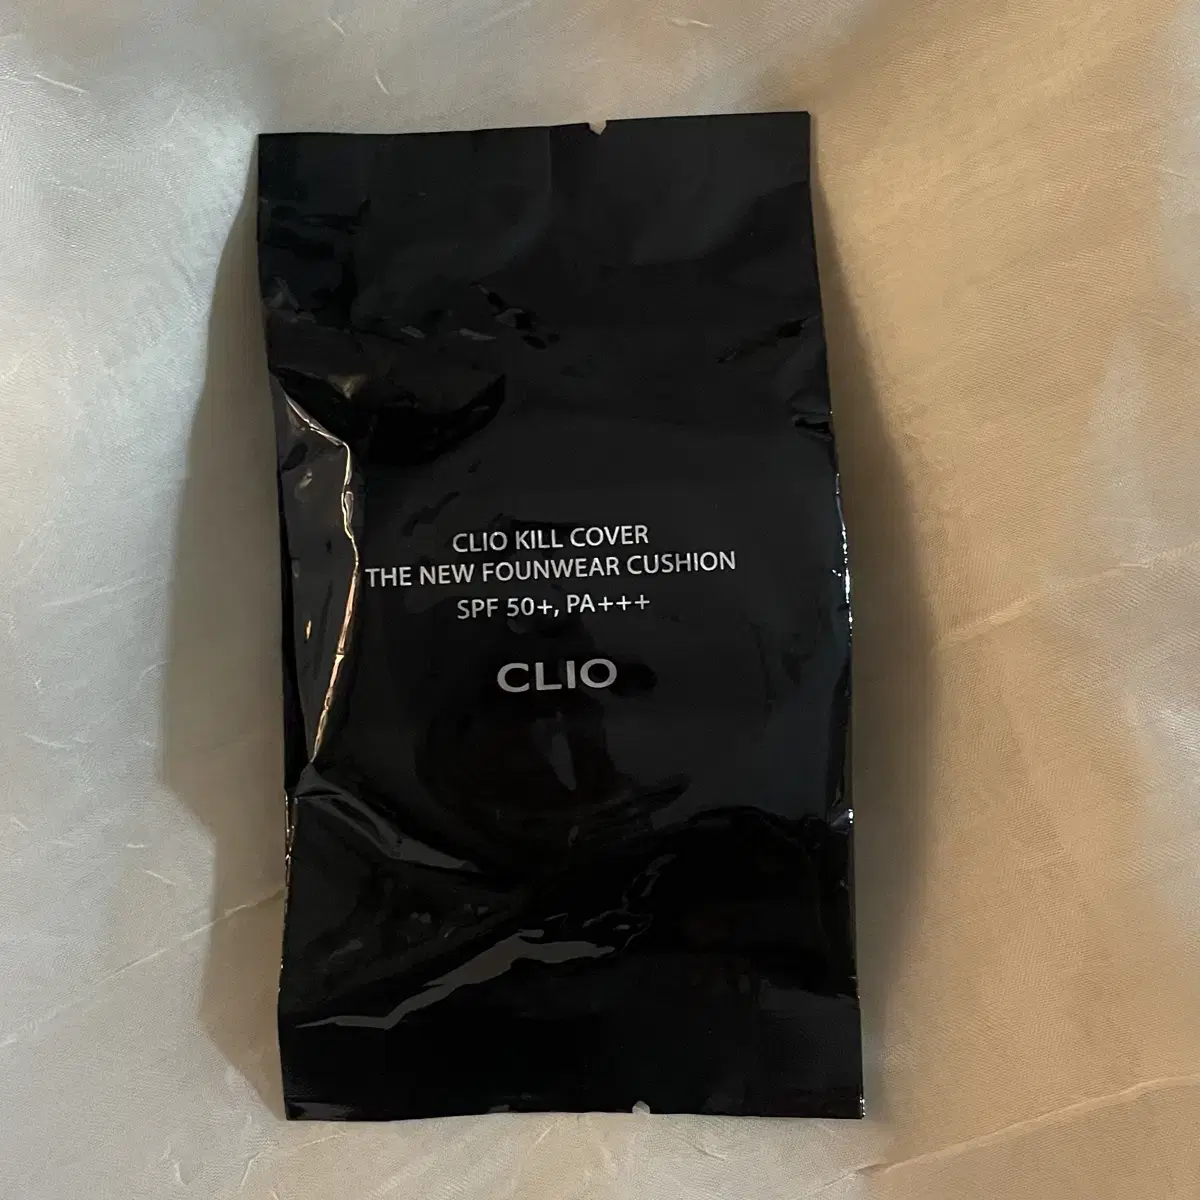 CLIO KILL COVER
THE NEW FOUNWEAR CUSHION
SPF 50+, PA+++
CLIO